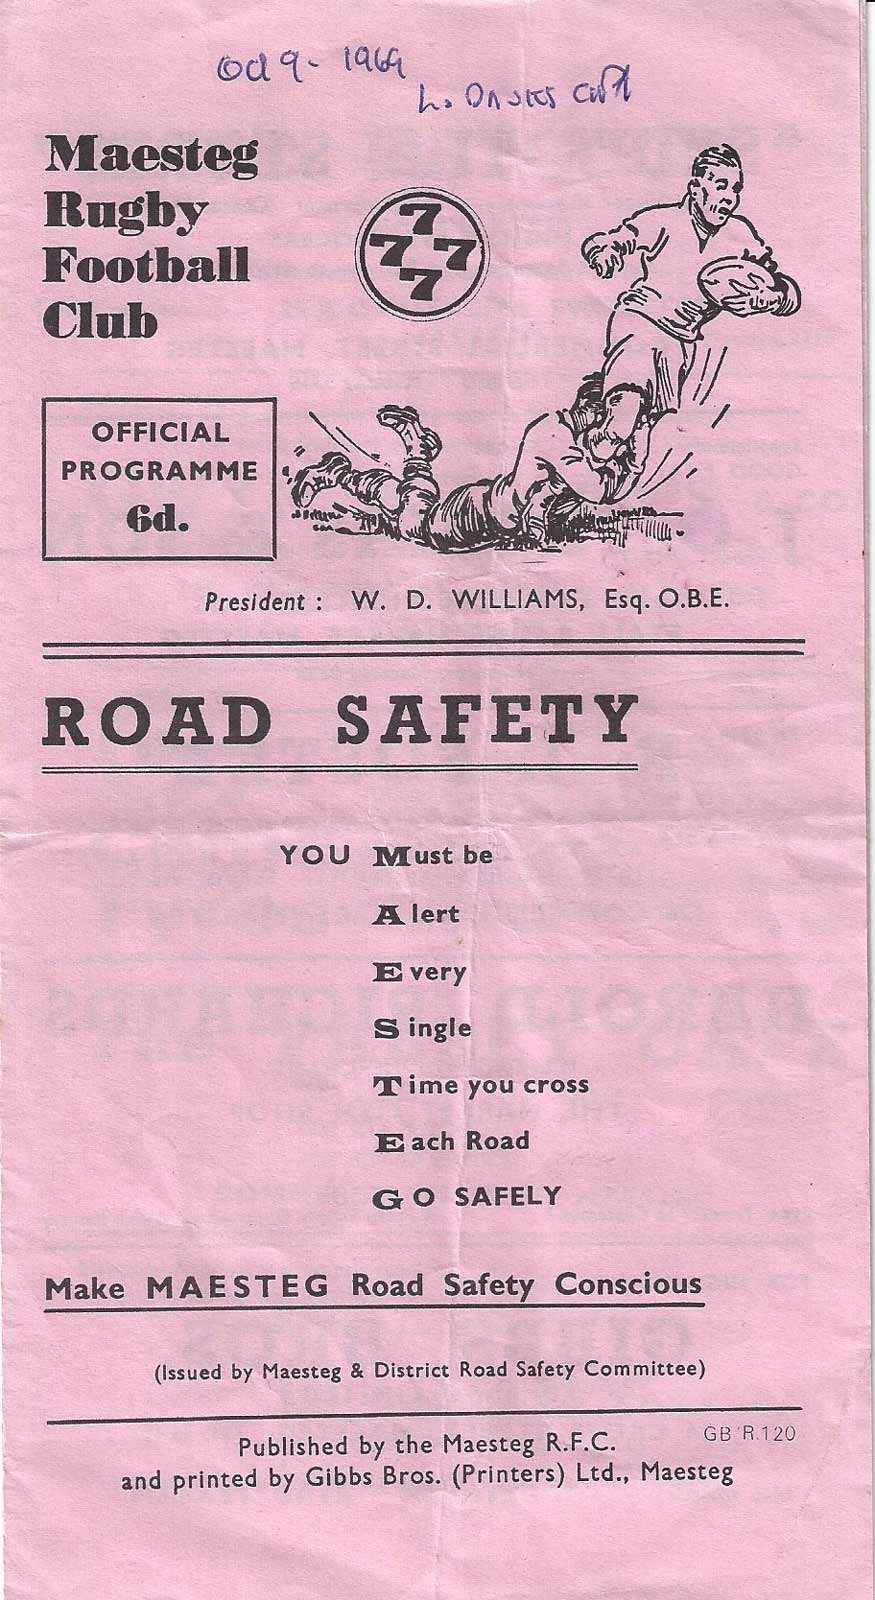 Oct 9 - 1969
L. DAVIES
Maesteg
Rugby
Football
Club
7
7 7
7
OFFICIAL
PROGRAMME
6d.
President : W. D. WILLIAMS, Esq. O.B.E.
ROAD SAFETY
YOU Must be
Alert
Every
Single
Time you cross
Each Road
GO SAFELY
Make MAESTEG Road Safety Conscious
(Issued by Maesteg & District Road Safety Committee)
GB R.120
Published by the Maesteg R.F.C.
and printed by Gibbs Bros. (Printers) Ltd., Maesteg